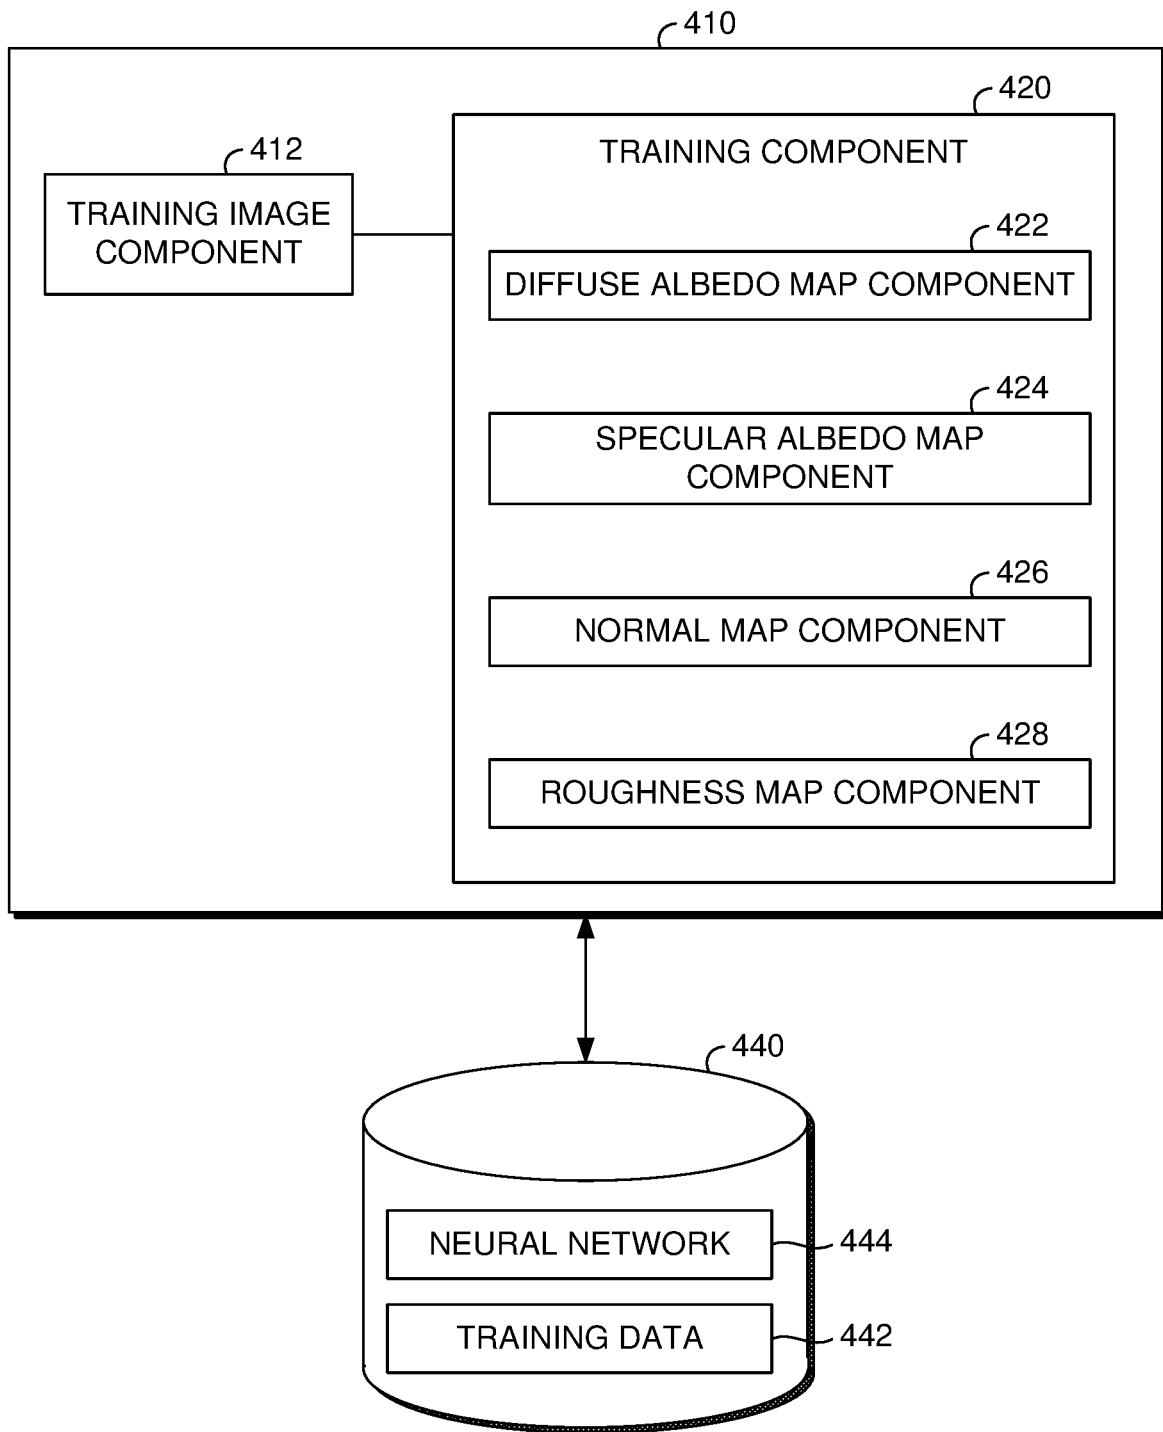 410
420
TRAINING COMPONENT
412
TRAINING IMAGE
COMPONENT
422
DIFFUSE ALBEDO MAP COMPONENT
424
SPECULAR ALBEDO MAP
COMPONENT
426
NORMAL MAP COMPONENT
428
ROUGHNESS MAP COMPONENT
440
NEURAL NETWORK
444
TRAINING DATA
442